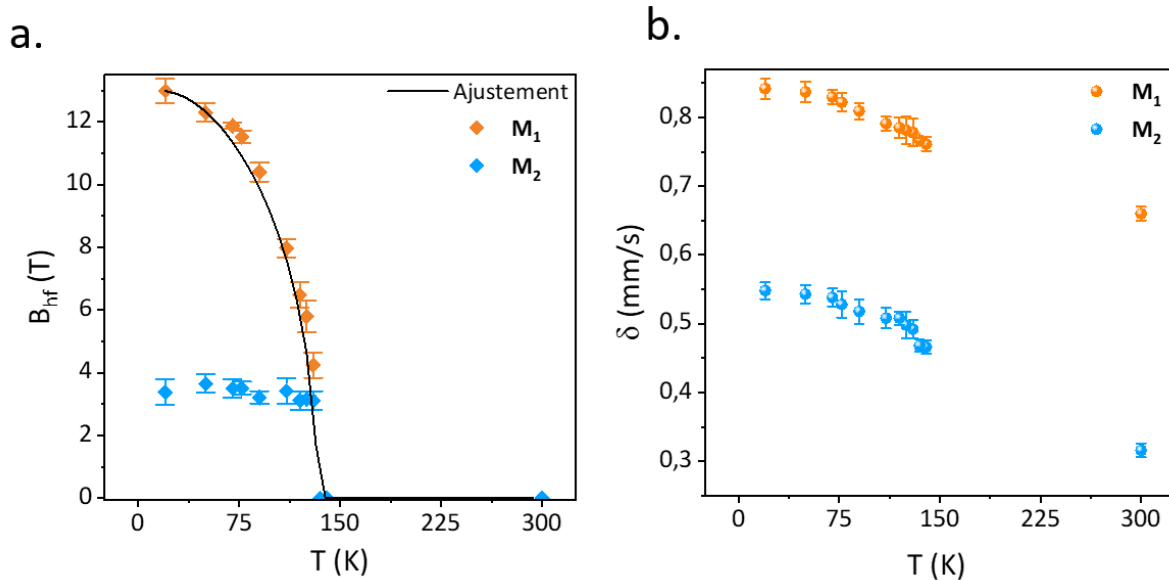 a.
B_hf (T)
12
10
8
6
4
2
0
0 75 150 225 300
T (K)
Ajustement
M₁
M₂
b.
δ (mm/s)
0,8
0,7
0,6
0,5
0,4
0,3
0 75 150 225 300
T (K)
M₁
M₂